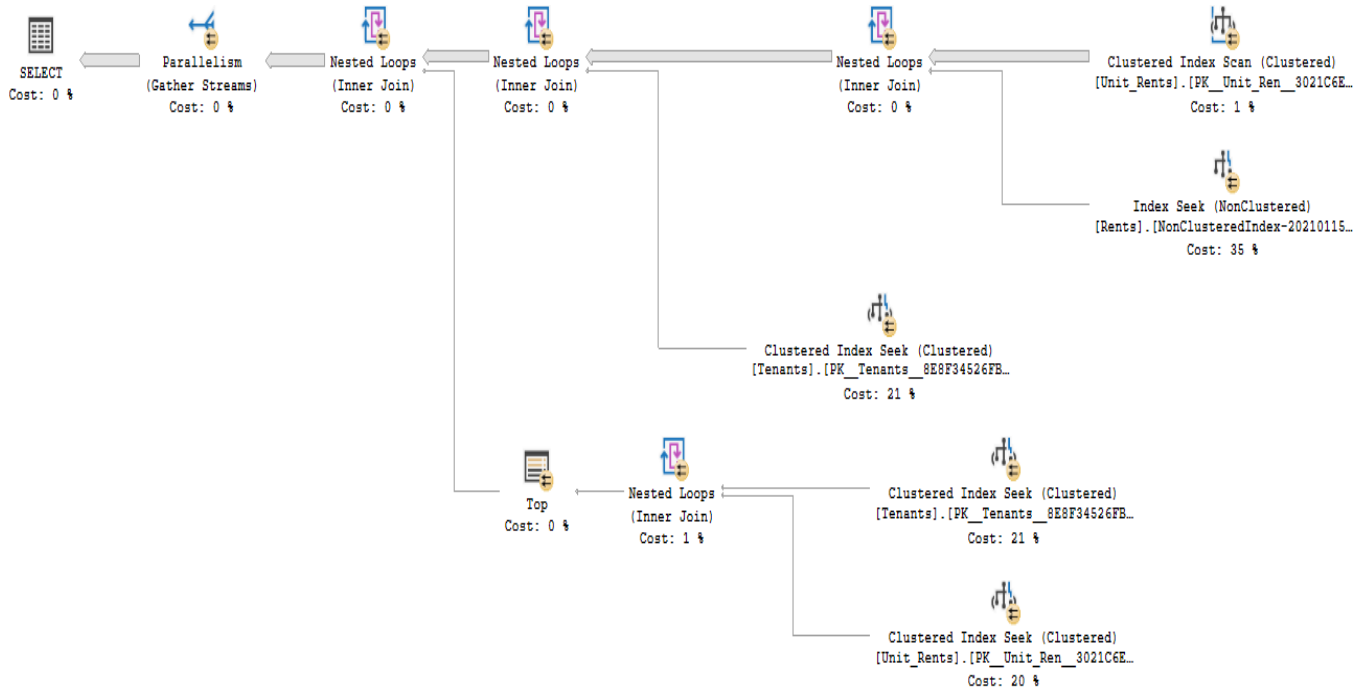 SELECT
Cost: 0 %
Parallelism
(Gather Streams)
Cost: 0 %
Nested Loops
(Inner Join)
Cost: 0 %
Nested Loops
(Inner Join)
Cost: 0 %
Nested Loops
(Inner Join)
Cost: 0 %
Clustered Index Scan (Clustered)
[Unit_Rents].[PK__Unit_Ren__3021C6E…
Cost: 1 %
Index Seek (NonClustered)
[Rents].[NonClusteredIndex-20210115…
Cost: 35 %
Clustered Index Seek (Clustered)
[Tenants].[PK__Tenants__8E8F34526FB…
Cost: 21 %
Top
Cost: 0 %
Nested Loops
(Inner Join)
Cost: 1 %
Clustered Index Seek (Clustered)
[Tenants].[PK__Tenants__8E8F34526FB…
Cost: 21 %
Clustered Index Seek (Clustered)
[Unit_Rents].[PK__Unit_Ren__3021C6E…
Cost: 20 %